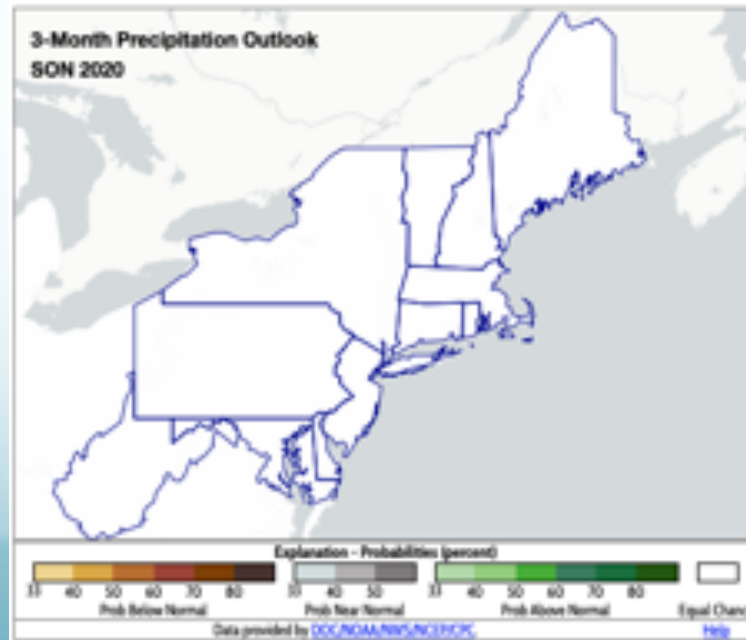 3-Month Precipitation Outlook
SON 2020
Explanation - Probabilities (percent)
33 40 50 60 70 80 33 40 50 33 40 50 60 70 80
Prob Below Normal Prob Near Normal Prob Above Normal Equal Chanc
Data provided by DOC/NOAA/NWS/NCEP/CPC. Help